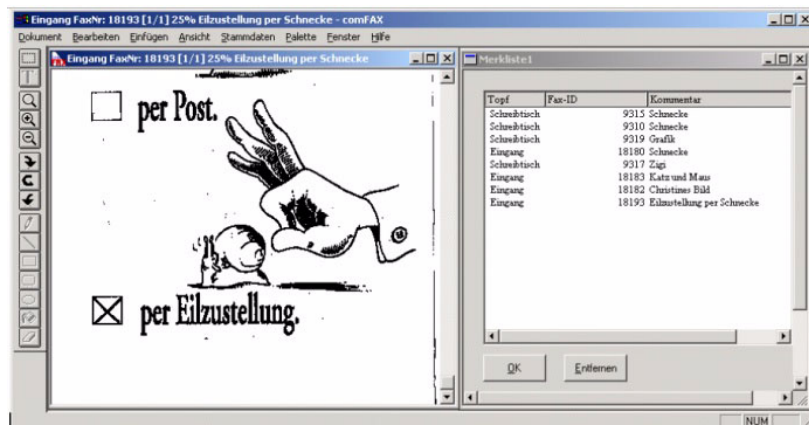 Eingang FaxNr: 18193 [1/1] 25% Eilzustellung per Schnecke - comFAX
Dokument Bearbeiten Einfügen Ansicht Stammdaten Palette Fenster Hilfe
Eingang FaxNr: 18193 [1/1] 25% Eilzustellung per Schnecke
per Post.
per Eilzustellung.
Merkliste1
Topf Fax-ID Kommentar
Schreibtisch 9315 Schnecke
Schreibtisch 9310 Schnecke
Schreibtisch 9319 Grafik
Eingang 18180 Schnecke
Schreibtisch 9317 Zigi
Eingang 18183 Katz und Maus
Eingang 18182 Christines Bild
Eingang 18193 Eilzustellung per Schnecke
OK Entfernen
NUM